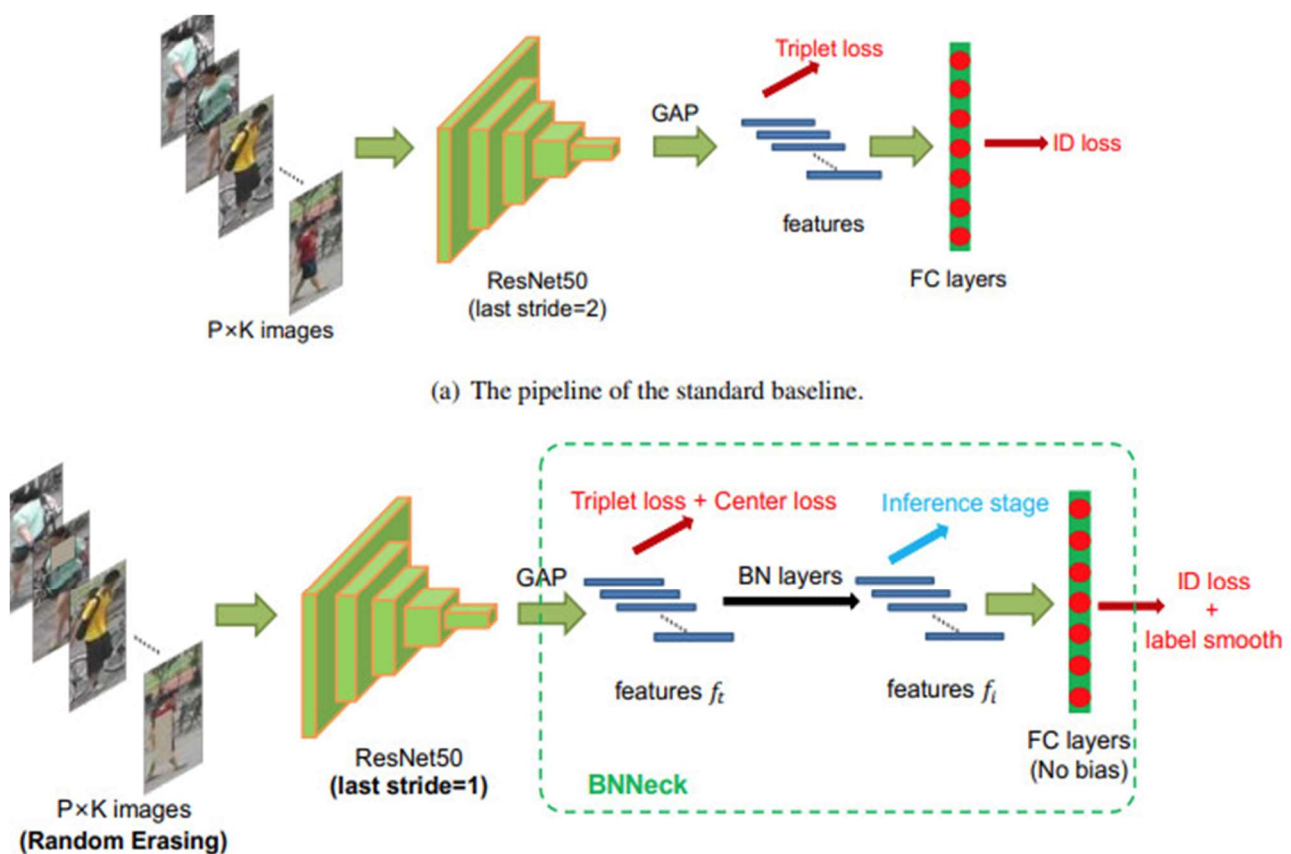 Triplet loss
GAP
ID loss
features
FC layers
ResNet50
(last stride=2)
P×K images
(a) The pipeline of the standard baseline.
Triplet loss + Center loss
Inference stage
GAP
BN layers
ID loss
+
label smooth
features fₜ
features fᵢ
FC layers
(No bias)
ResNet50
(last stride=1)
BNNeck
P×K images
(Random Erasing)